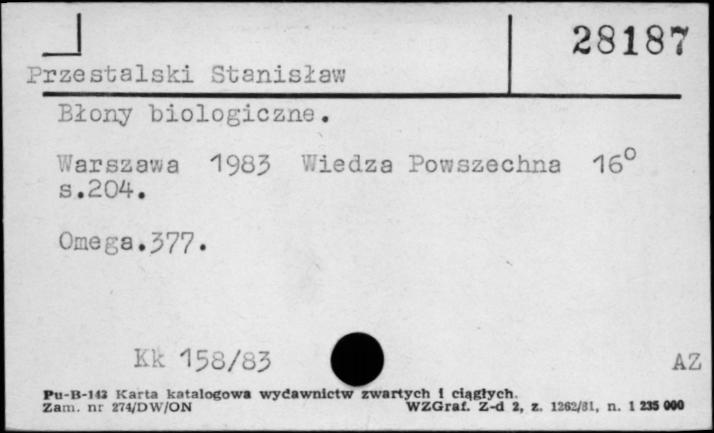 28187
Przestalski Stanisław
Błony biologiczne.
Warszawa 1983 Wiedza Powszechna 16°
s.204.
Omega.377.
Kk 158/83
AZ
Pu-B-143 Karta katalogowa wydawnictw zwartych i ciągłych.
Zam. nr 274/DW/ON WZGraf. Z-d 2, z. 1262/81, n. 1 235 000